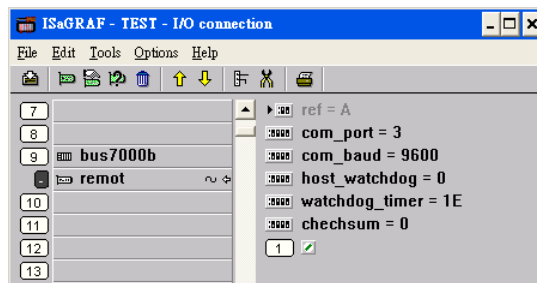 ISaGRAF - TEST - I/O connection
File Edit Tools Options Help
7
8
9 bus7000b
remot
10
11
12
13
ref = A
com_port = 3
com_baud = 9600
host_watchdog = 0
watchdog_timer = 1E
chechsum = 0
1